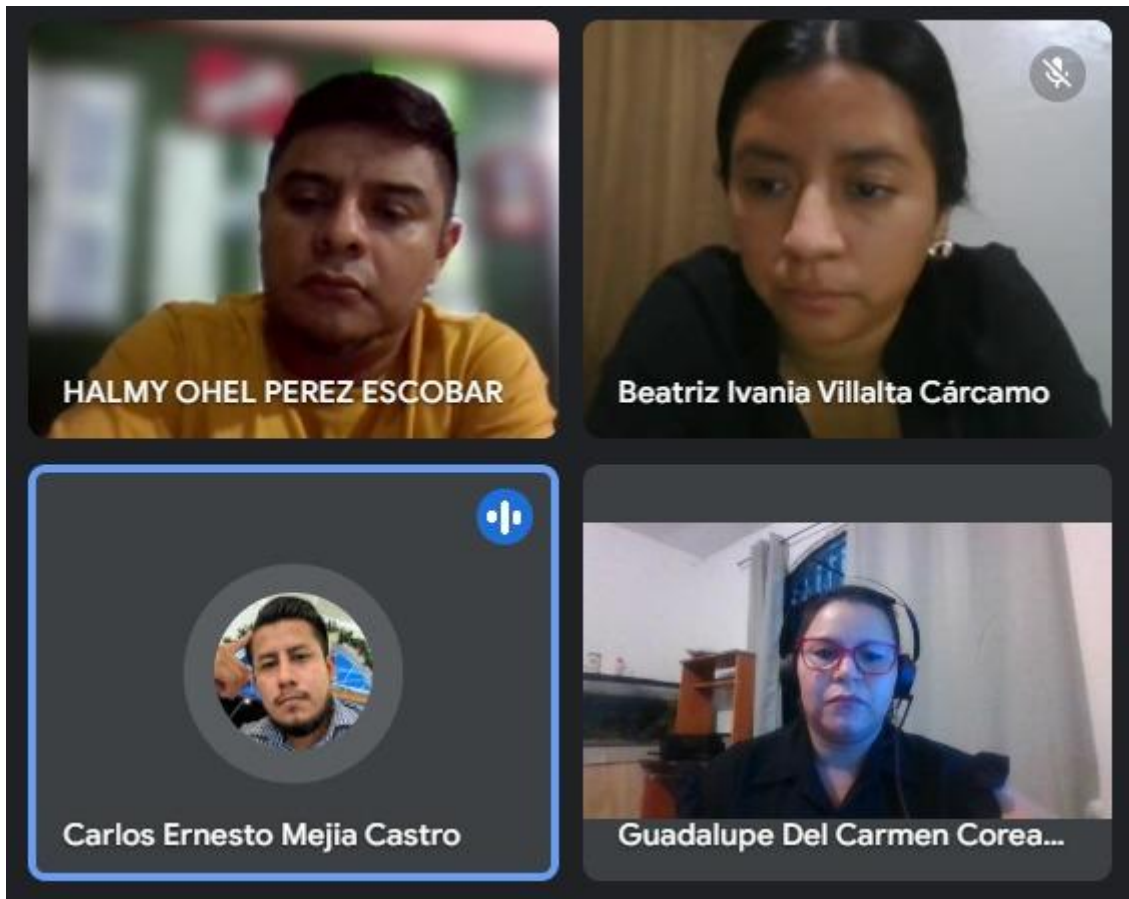 HALMY OHEL PEREZ ESCOBAR
Beatriz Ivania Villalta Cárcamo
Carlos Ernesto Mejia Castro
Guadalupe Del Carmen Corea...